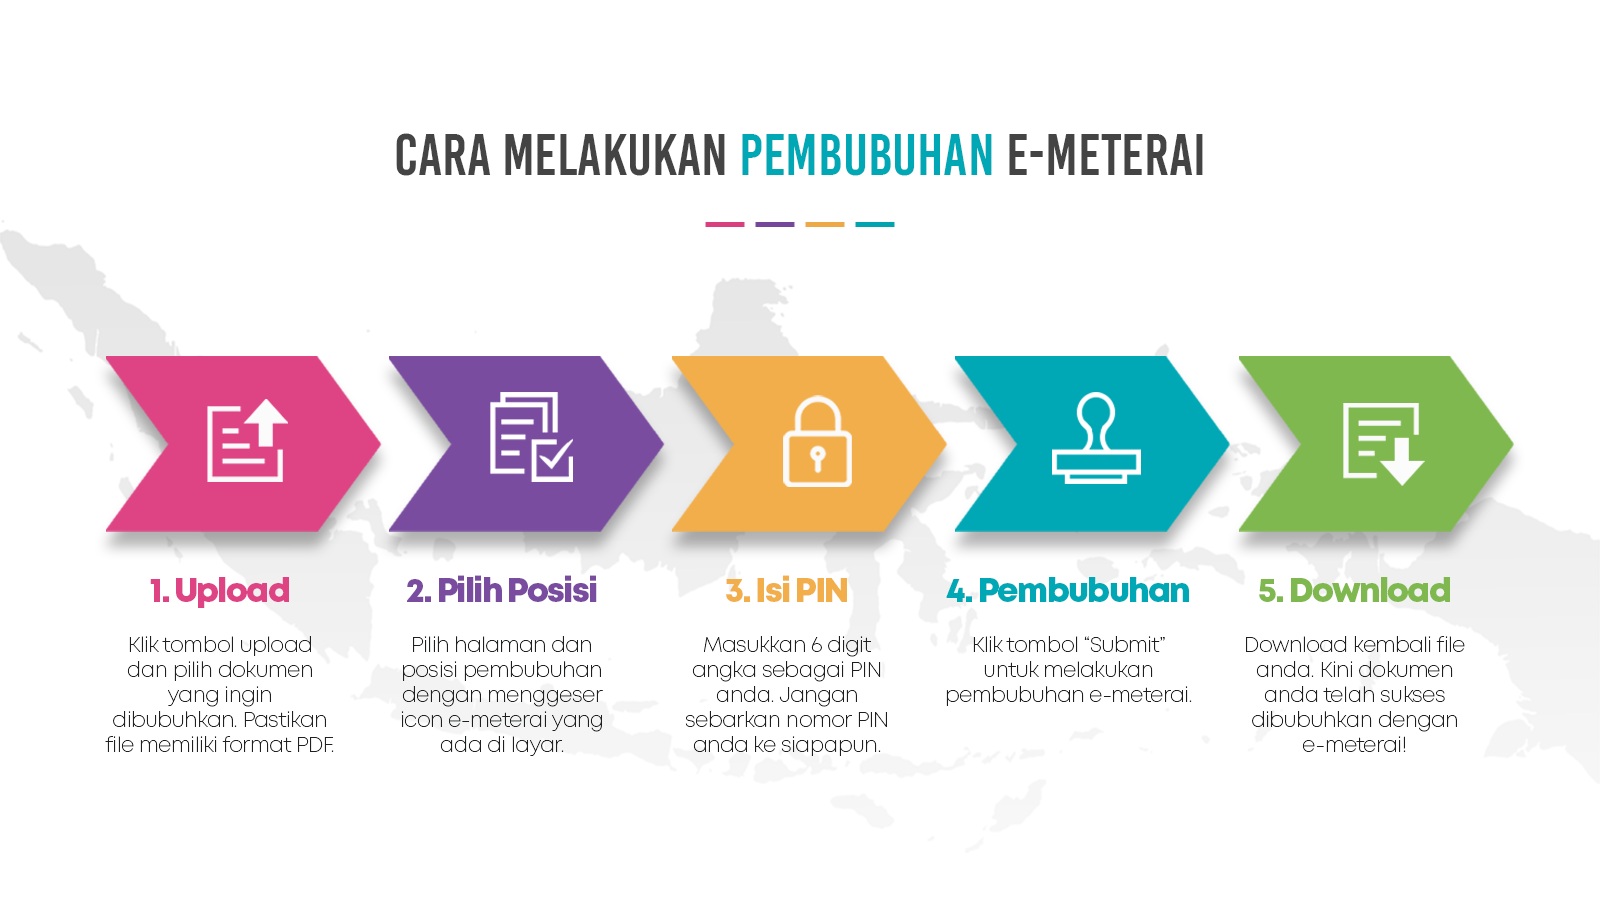 CARA MELAKUKAN PEMBUBUHAN E-METERAI
1. Upload
Klik tombol upload
dan pilih dokumen
yang ingin
dibubuhkan. Pastikan
file memiliki format PDF.
2. Pilih Posisi
Pilih halaman dan
posisi pembubuhan
dengan menggeser
icon e-meterai yang
ada di layar.
3. Isi PIN
Masukkan 6 digit
angka sebagai PIN
anda. Jangan
sebarkan nomor PIN
anda ke siapapun.
4. Pembubuhan
Klik tombol “Submit”
untuk melakukan
pembubuhan e-meterai.
5. Download
Download kembali file
anda. Kini dokumen
anda telah sukses
dibubuhkan dengan
e-meterai!